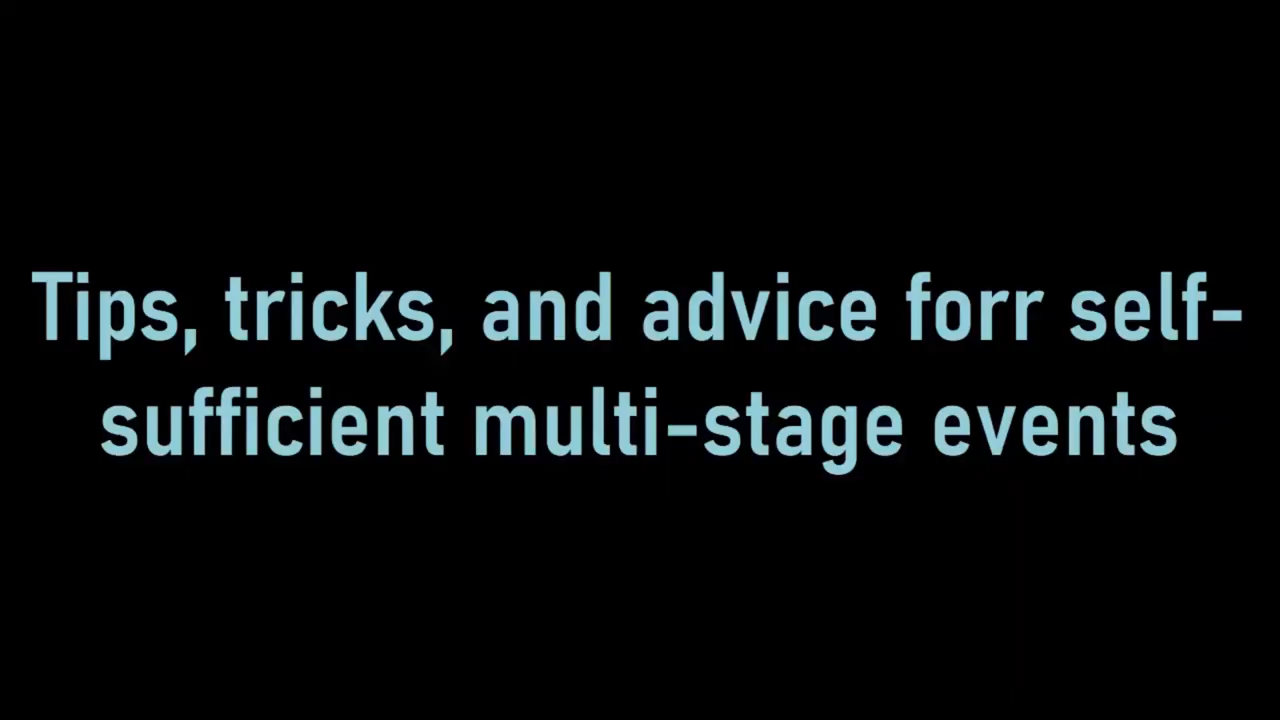 Tips, tricks, and advice forr self-
sufficient multi-stage events